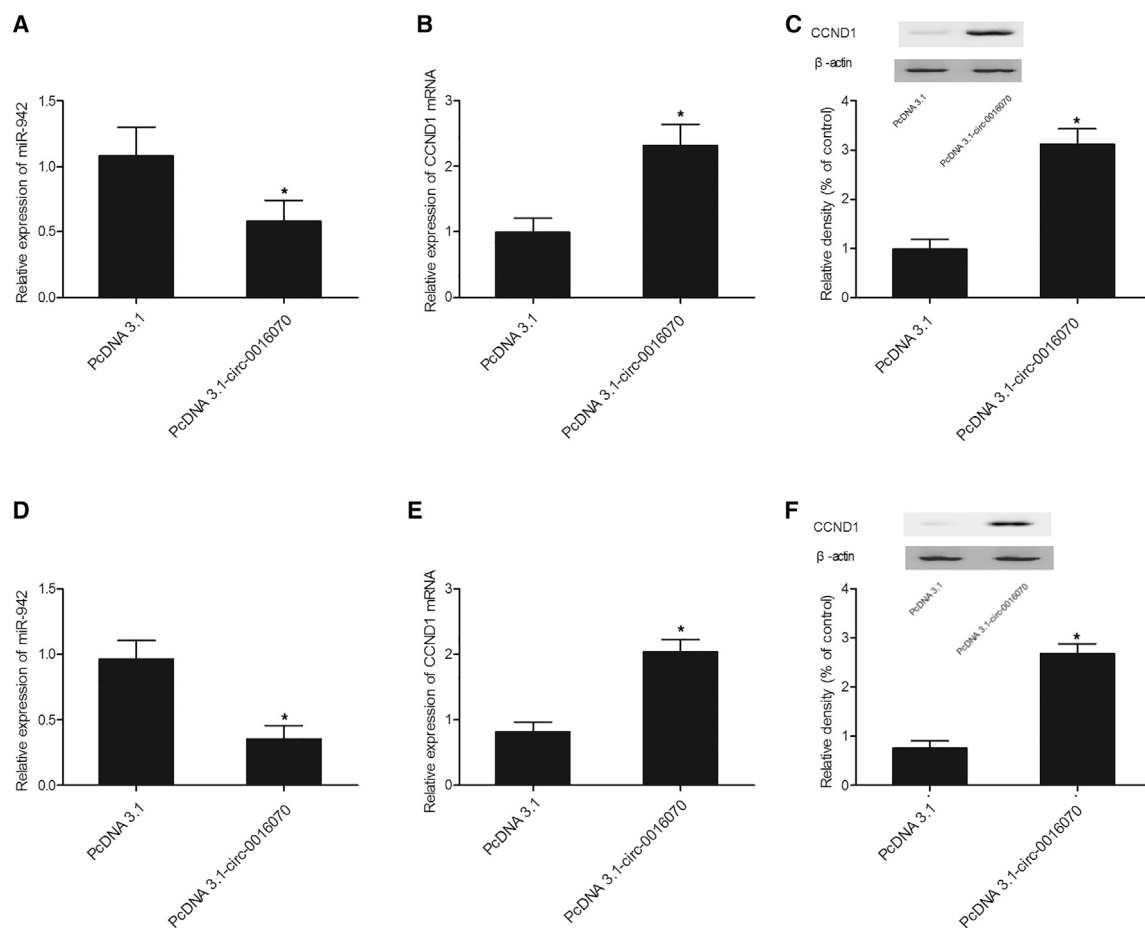 A
Relative expression of miR-942
1.5
1.0
0.5
0.0
*
PcDNA 3.1
PcDNA 3.1-circ-0016070
B
Relative expression of CCND1 mRNA
3
2
1
0
*
PcDNA 3.1
PcDNA 3.1-circ-0016070
C
CCND1
β -actin
PcDNA 3.1
PcDNA 3.1-circ-0016070
Relative density (% of control)
4
3
2
1
0
*
PcDNA 3.1
PcDNA 3.1-circ-0016070
D
Relative expression of miR-942
1.5
1.0
0.5
0.0
*
PcDNA 3.1
PcDNA 3.1-circ-0016070
E
Relative expression of CCND1 mRNA
3
2
1
0
*
PcDNA 3.1
PcDNA 3.1-circ-0016070
F
CCND1
β -actin
PcDNA 3.1
PcDNA 3.1-circ-0016070
Relative density (% of control)
4
3
2
1
0
*
PcDNA 3.1
PcDNA 3.1-circ-0016070